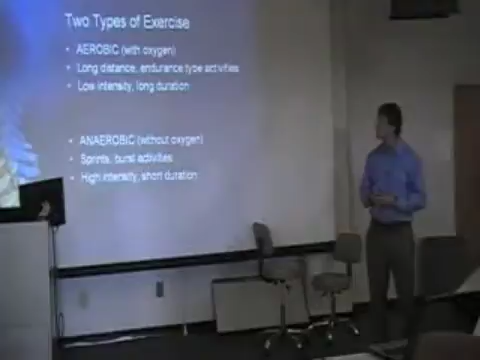 Two Types of Exercise
• AEROBIC (with oxygen)
• Long distance, endurance type activities
• Low intensity, long duration
• ANAEROBIC (without oxygen)
• Sprints, burst activities
• High intensity, short duration